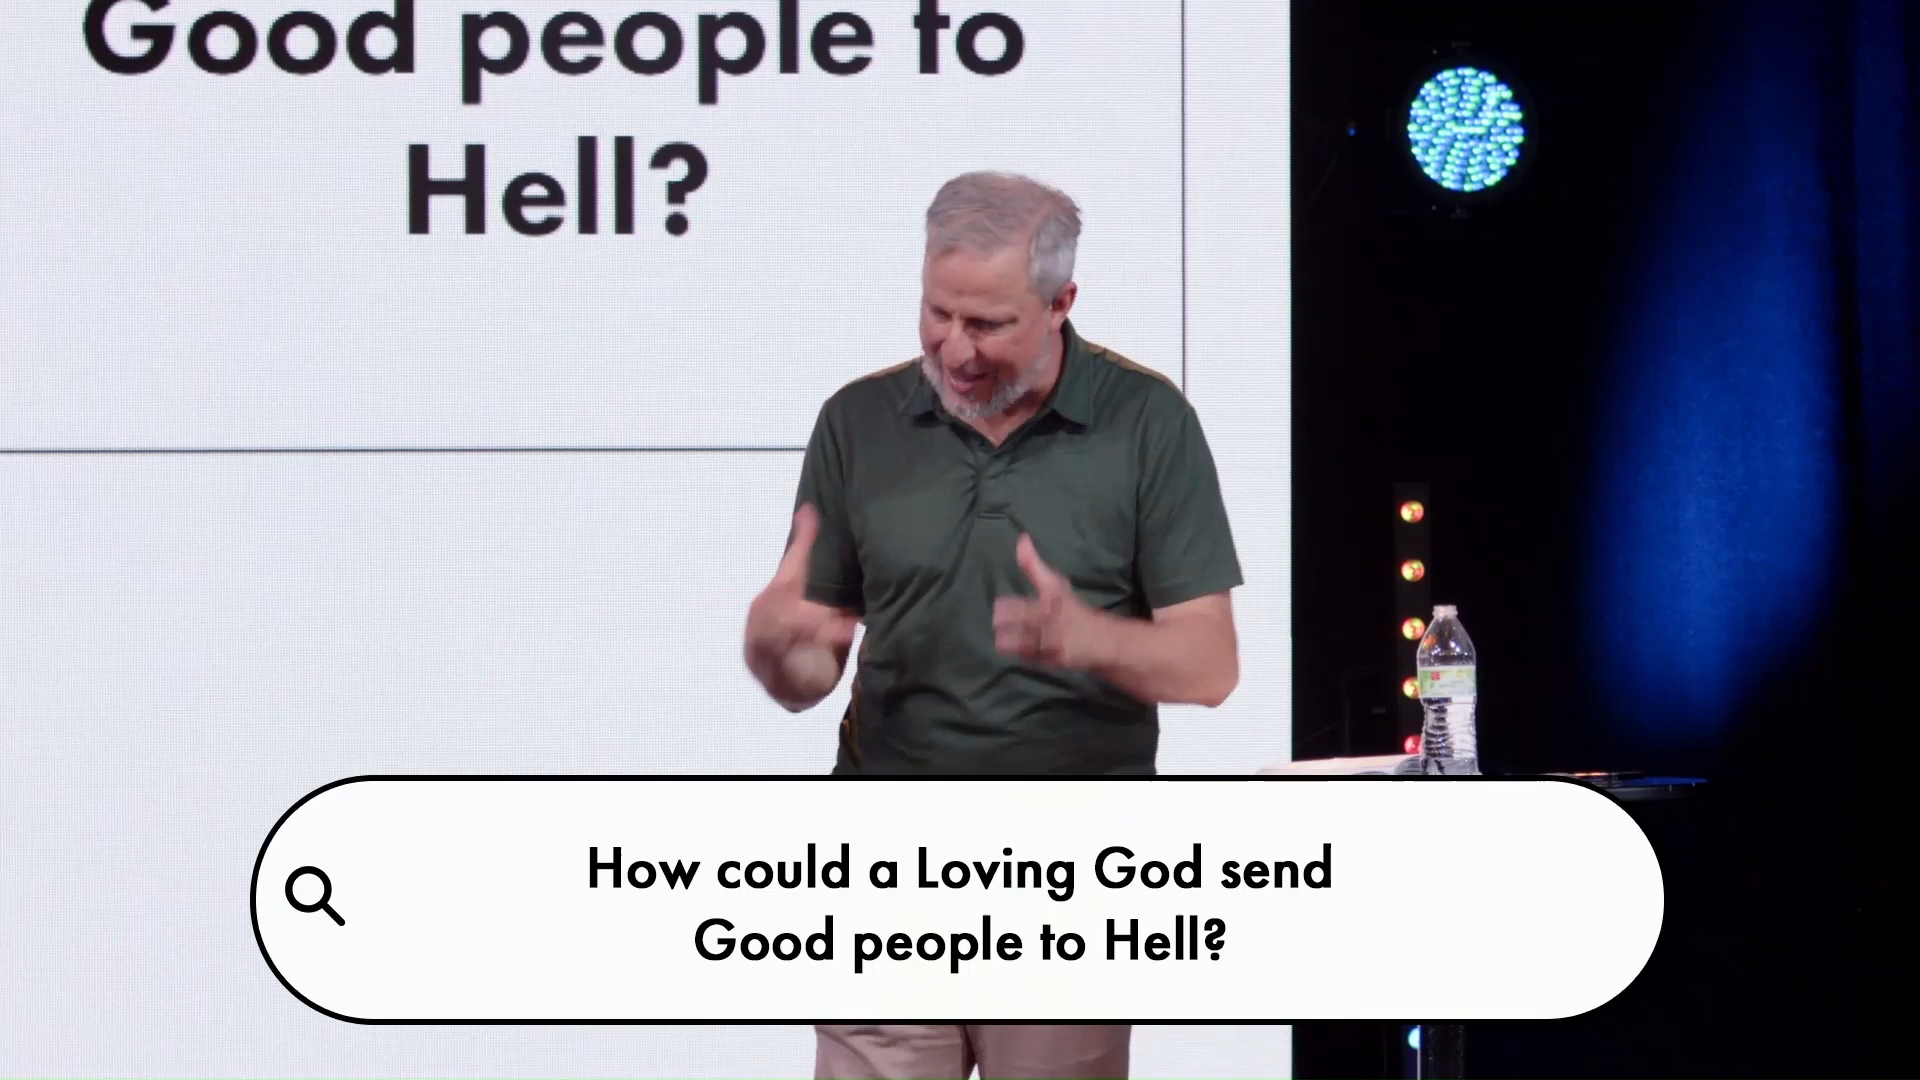 Good people to
Hell?
How could a Loving God send
Good people to Hell?